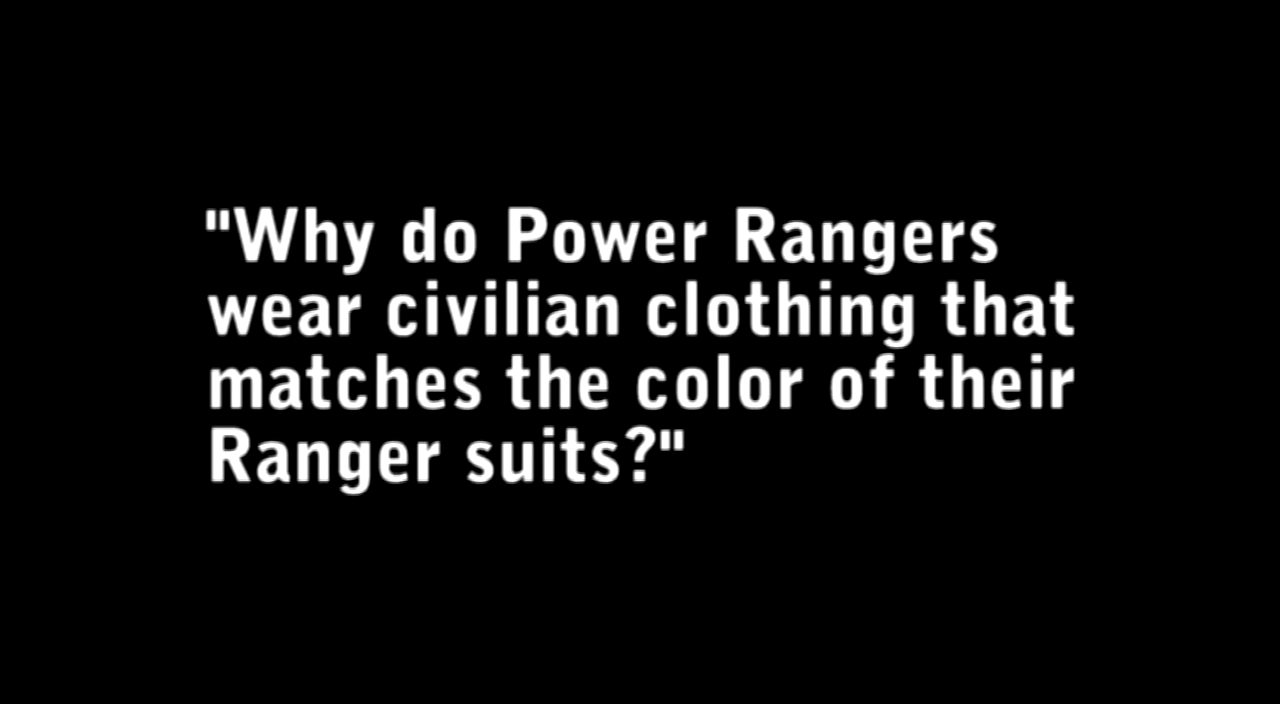 "Why do Power Rangers
wear civilian clothing that
matches the color of their
Ranger suits?"